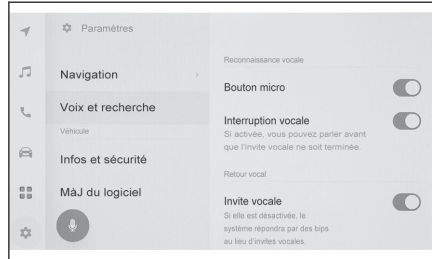 Paramètres
Navigation
Voix et recherche
Véhicule
Infos et sécurité
MàJ du logiciel
Reconnaissance vocale
Bouton micro
Interruption vocale
Si activée, vous pouvez parler avant
que l'invite vocale ne soit terminée.
Retour vocal
Invite vocale
Si elle est désactivée, le
système répondra par des bips
au lieu d'invites vocales.